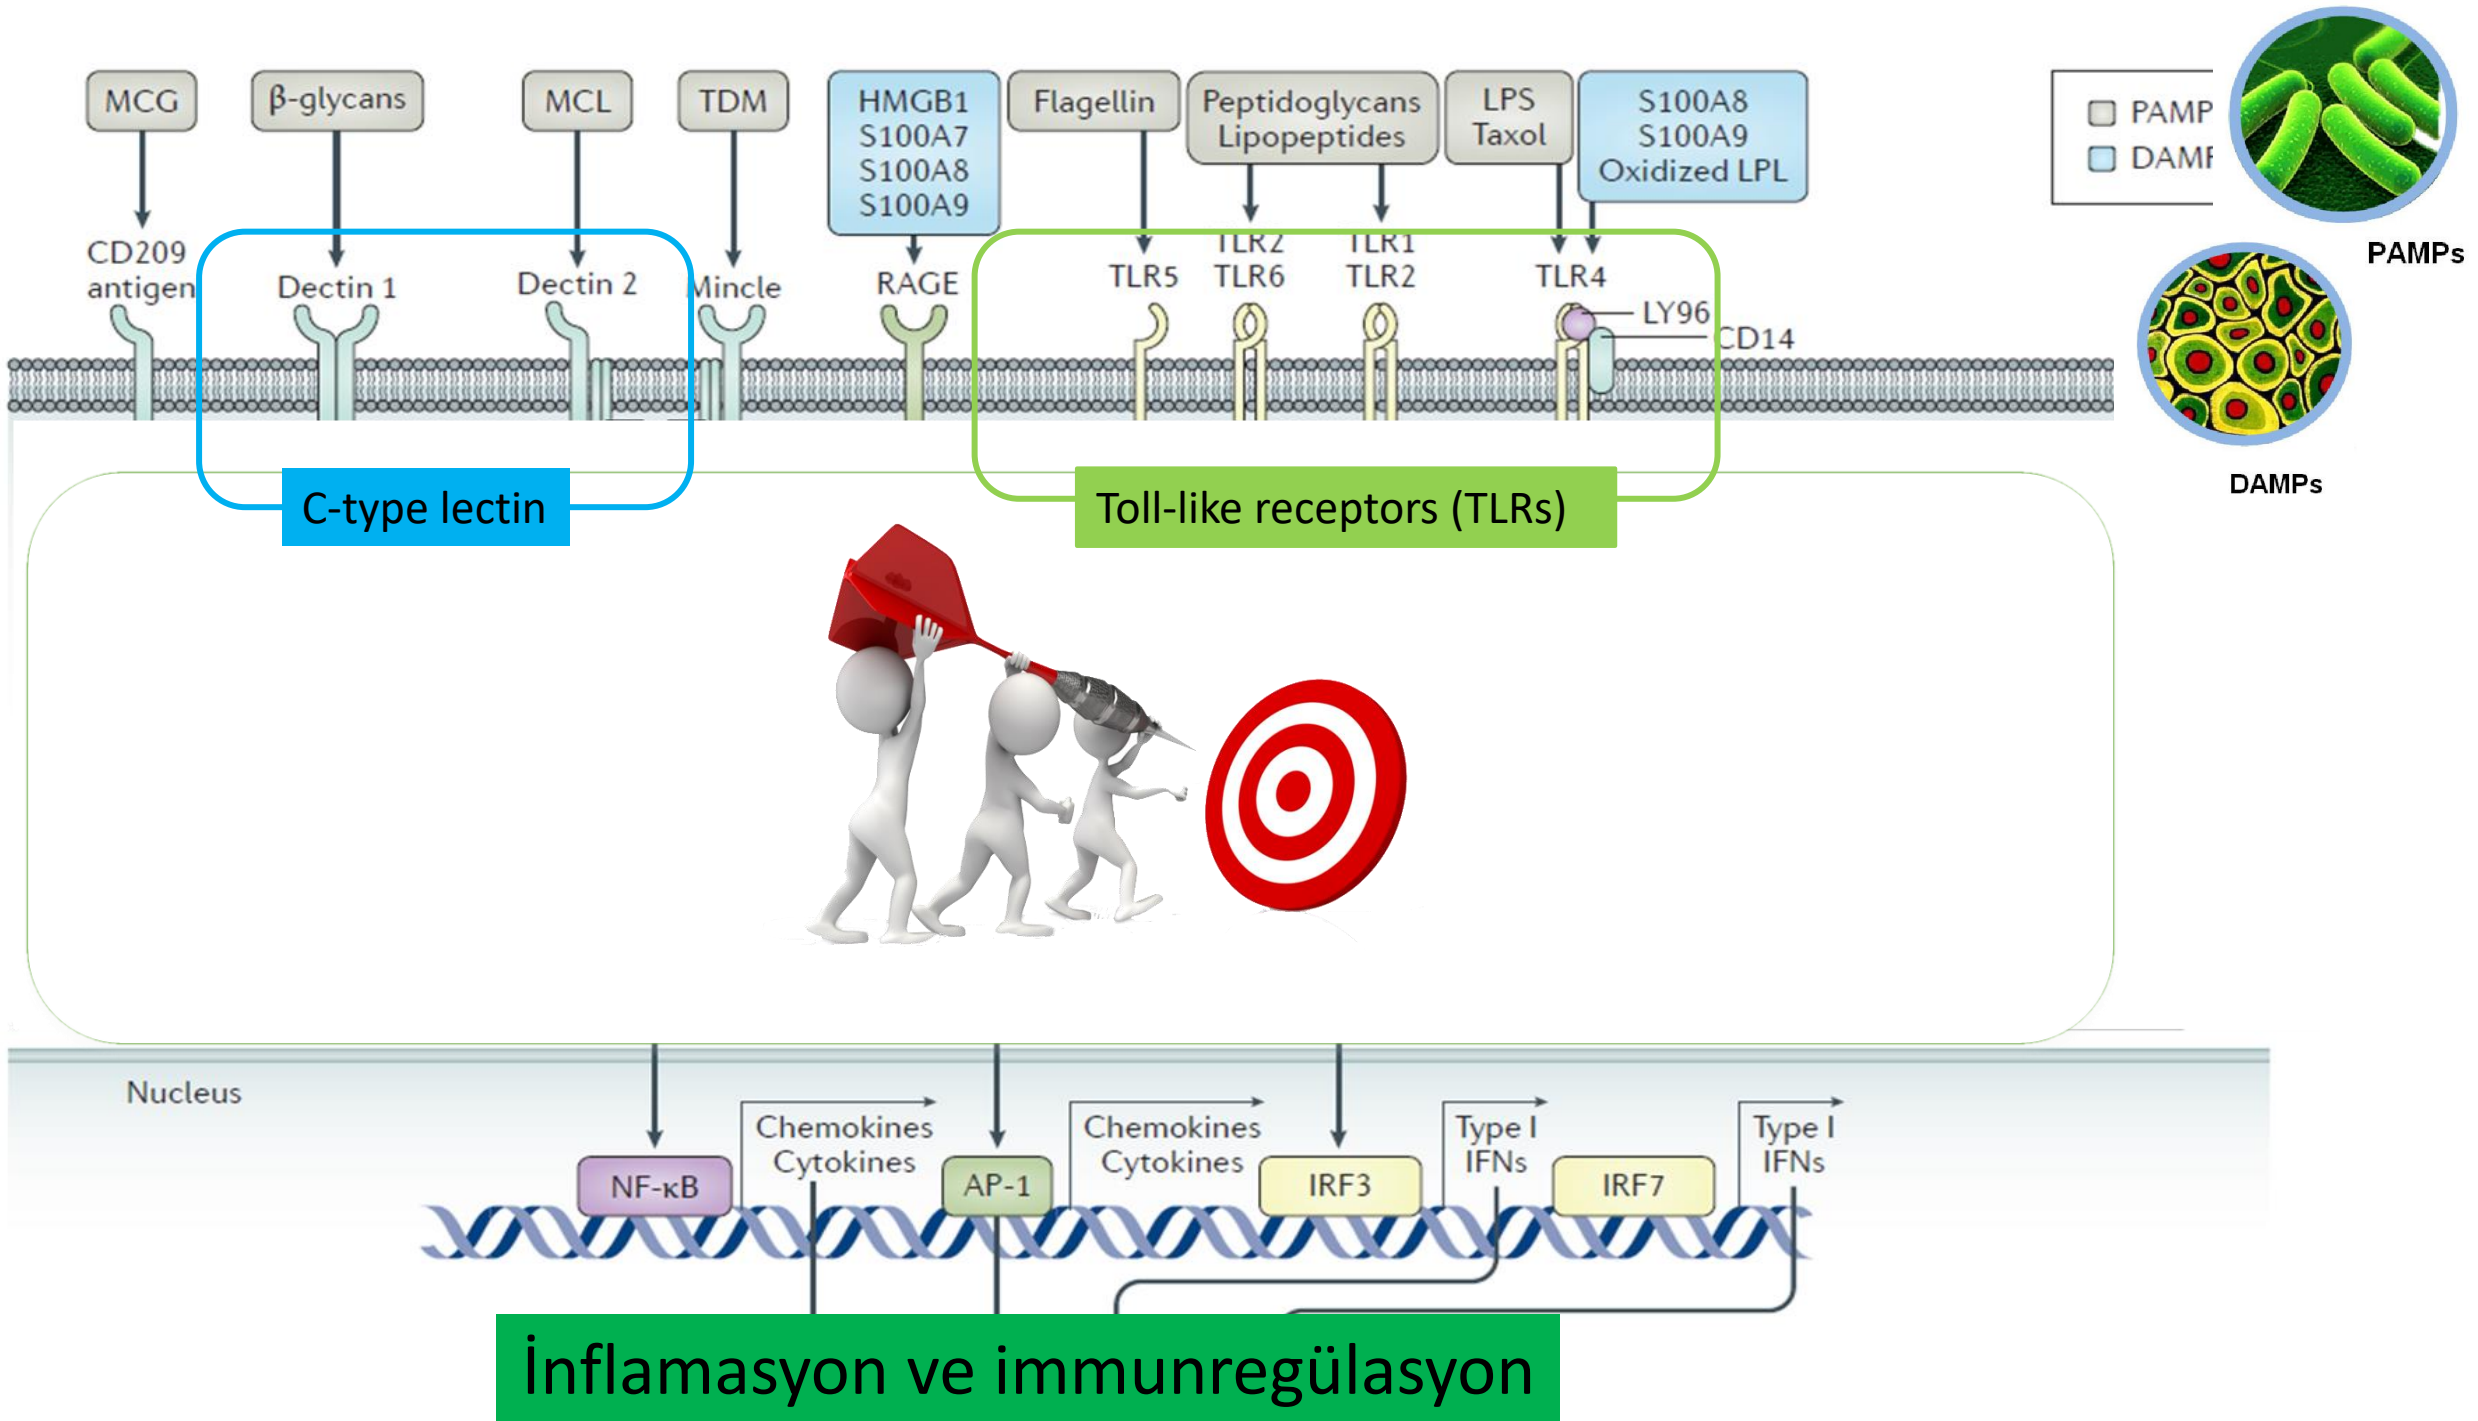 MCG
β-glycans
MCL
TDM
HMGB1
S100A7
S100A8
S100A9
Flagellin
Peptidoglycans
Lipopeptides
LPS
Taxol
S100A8
S100A9
Oxidized LPL
PAMP
DAMP
PAMPs
DAMPs
CD209
antigen
Dectin 1
Dectin 2
Mincle
RAGE
TLR5
TLR2
TLR6
TLR1
TLR2
TLR4
LY96
CD14
C-type lectin
Toll-like receptors (TLRs)
Nucleus
Chemokines
Cytokines
Chemokines
Cytokines
Type I
IFNs
Type I
IFNs
NF-κB
AP-1
IRF3
IRF7
İnflamasyon ve immunregülasyon